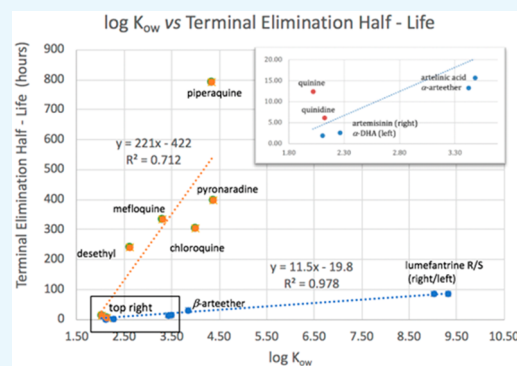 log Kow vs Terminal Elimination Half - Life
Terminal Elimination Half - Life (hours)
900
800
700
600
500
400
300
200
100
0
piperaquine
y = 221x - 422
R² = 0.712
pyronaradine
mefloquine
desethyl
chloroquine
y = 11.5x - 19.8
R² = 0.978
lumefantrine R/S
(right/left)
top right
β-arteether
1.50 2.50 3.50 4.50 5.50 6.50 7.50 8.50 9.50
log Kow
20.00
15.00
10.00
5.00
0.00
artelinic acid
α-arteether
quinine
quinidine
artemisinin (right)
α-DHA (left)
1.80 2.30 2.80 3.30